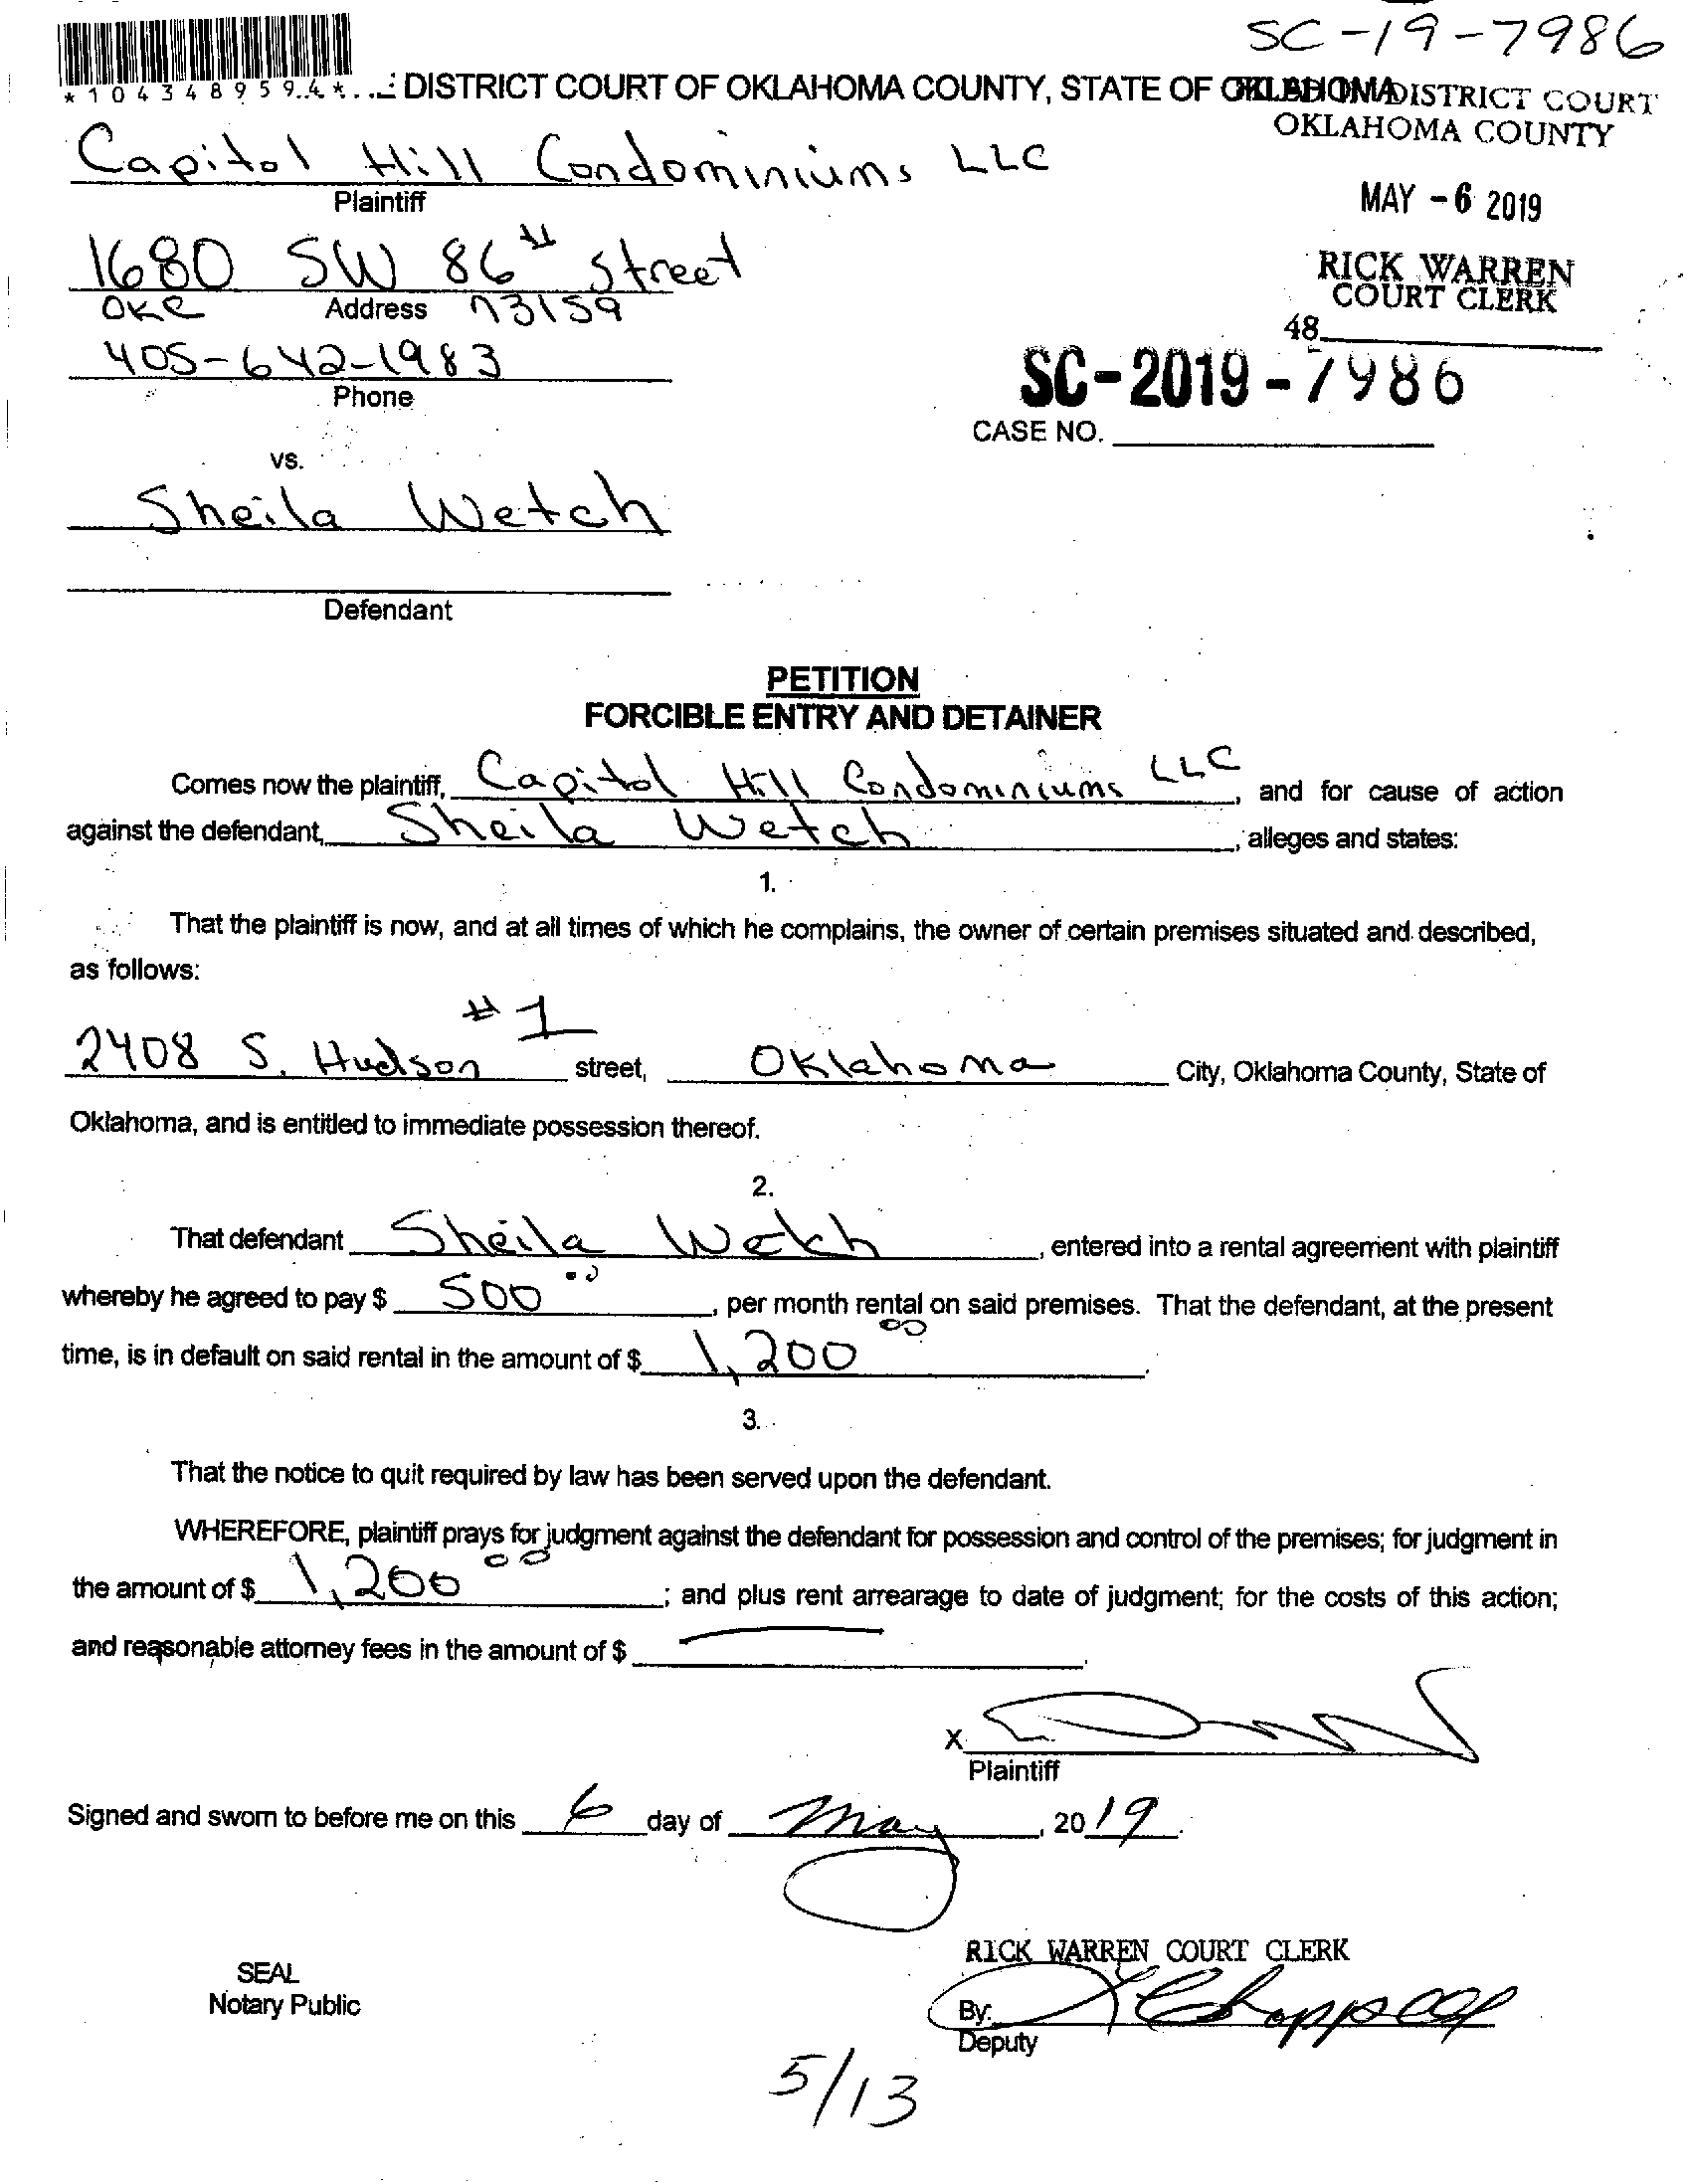 SC-19-7986
*1043489594*
DISTRICT COURT OF OKLAHOMA COUNTY, STATE OF OKLAHOMA
DISTRICT COURT
OKLAHOMA COUNTY
Capitol Hill Condominiums LLC
Plaintiff
MAY -6 2019
1680 SW 86th Street
RICK WARREN
COURT CLERK
OKC Address 73159
48
405-642-1983
SC-2019-7986
Phone
CASE NO.
vs.
Sheila Wetch
Defendant
PETITION
FORCIBLE ENTRY AND DETAINER
Comes now the plaintiff, Capitol Hill Condominiums LLC, and for cause of action
against the defendant, Sheila Wetch, alleges and states:
1.
That the plaintiff is now, and at all times of which he complains, the owner of certain premises situated and described,
as follows:
#1
2408 S. Hudson street, Oklahoma City, Oklahoma County, State of
Oklahoma, and is entitled to immediate possession thereof.
2.
That defendant Sheila Wetch, entered into a rental agreement with plaintiff
whereby he agreed to pay $ 500.00, per month rental on said premises. That the defendant, at the present
time, is in default on said rental in the amount of $ 1,200 00.
3.
That the notice to quit required by law has been served upon the defendant.
WHEREFORE, plaintiff prays for judgment against the defendant for possession and control of the premises; for judgment in
the amount of $ 1,200 00; and plus rent arrearage to date of judgment; for the costs of this action;
and reasonable attorney fees in the amount of $
X
Plaintiff
Signed and sworn to before me on this 6 day of May, 2019.
RICK WARREN COURT CLERK
SEAL
Notary Public
By:
Deputy
5/13